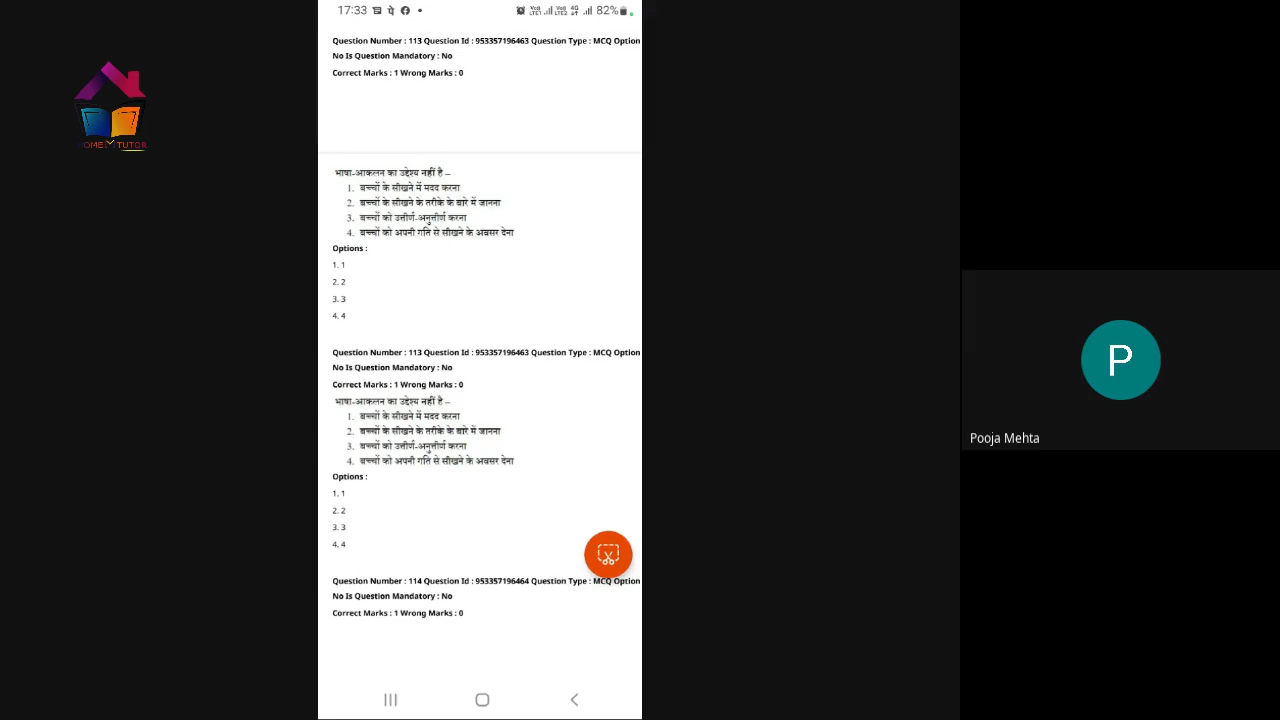 17:33 82%
HOME TUTOR
Question Number : 113 Question Id : 953357196463 Question Type : MCQ Option
No Is Question Mandatory : No
Correct Marks : 1 Wrong Marks : 0
भाषा-आकलन का उद्देश्य नहीं है –
1. बच्चों के सीखने में मदद करना
2. बच्चों के सीखने के तरीके के बारे में जानना
3. बच्चों को उत्तीर्ण-अनुत्तीर्ण करना
4. बच्चों को अपनी गति से सीखने के अवसर देना
Options :
1. 1
2. 2
3. 3
4. 4
Question Number : 113 Question Id : 953357196463 Question Type : MCQ Option
No Is Question Mandatory : No
Correct Marks : 1 Wrong Marks : 0
भाषा-आकलन का उद्देश्य नहीं है –
1. बच्चों के सीखने में मदद करना
2. बच्चों के सीखने के तरीके के बारे में जानना
3. बच्चों को उत्तीर्ण-अनुत्तीर्ण करना
4. बच्चों को अपनी गति से सीखने के अवसर देना
Options :
1. 1
2. 2
3. 3
4. 4
Question Number : 114 Question Id : 953357196464 Question Type : MCQ Option
No Is Question Mandatory : No
Correct Marks : 1 Wrong Marks : 0
P
Pooja Mehta